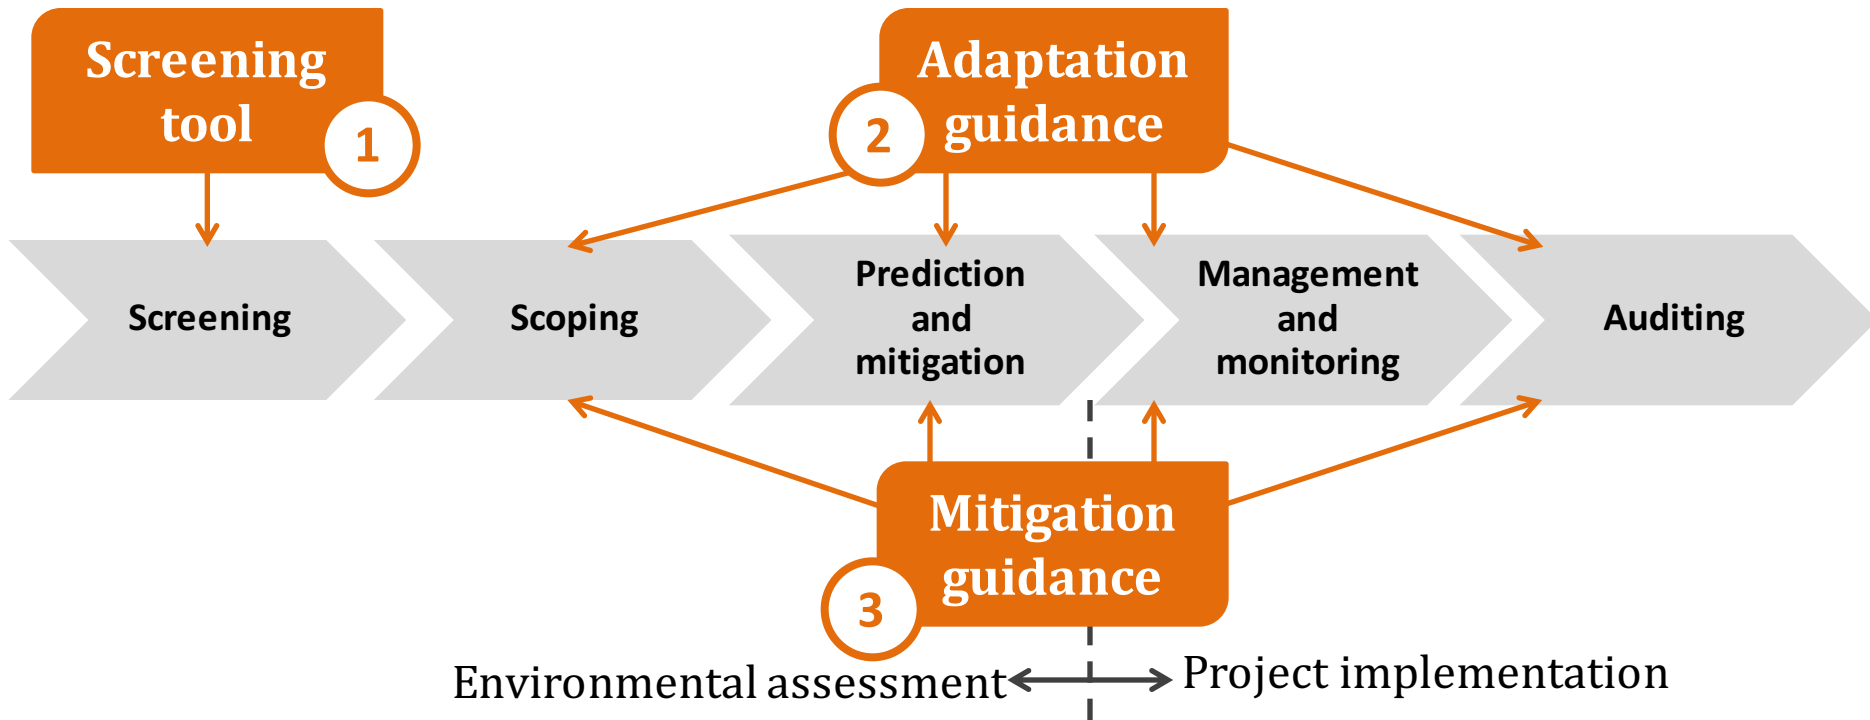 Screening
tool
1
Adaptation
guidance
2
Screening
Scoping
Prediction
and
mitigation
Management
and
monitoring
Auditing
Mitigation
guidance
3
Environmental assessment
Project implementation